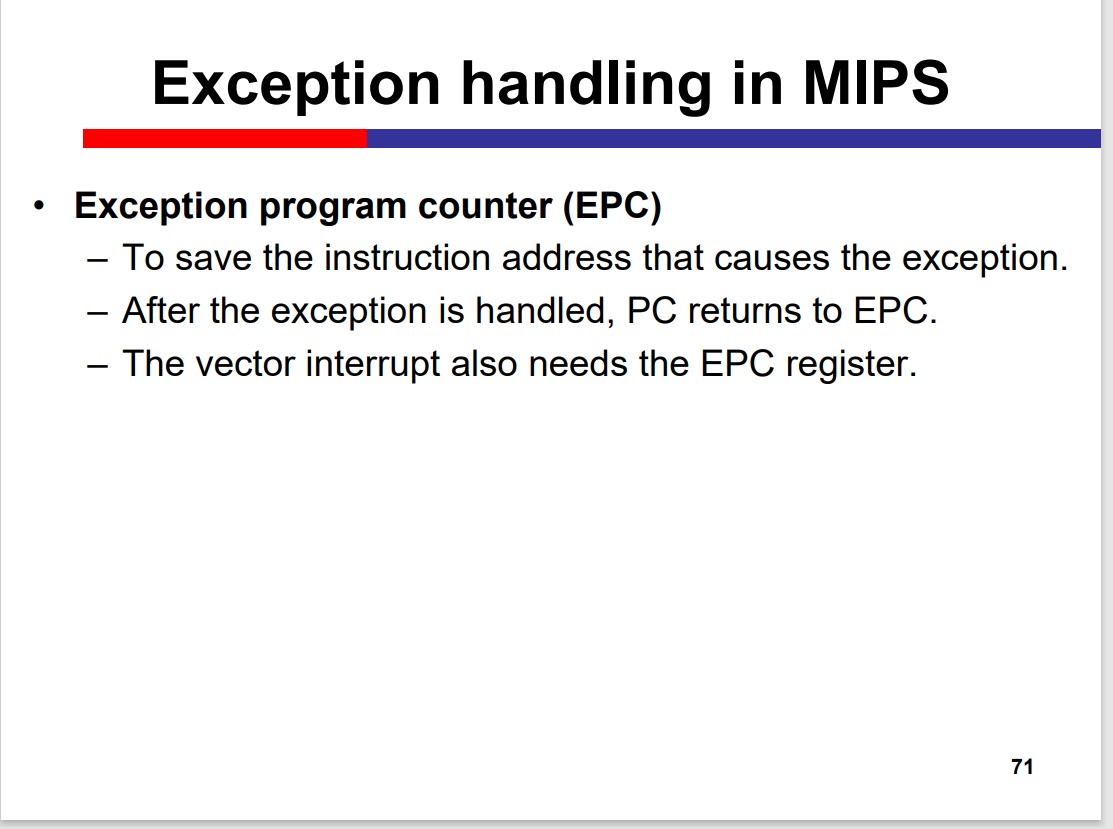 Exception handling in MIPS
• Exception program counter (EPC)
– To save the instruction address that causes the exception.
– After the exception is handled, PC returns to EPC.
– The vector interrupt also needs the EPC register.
71